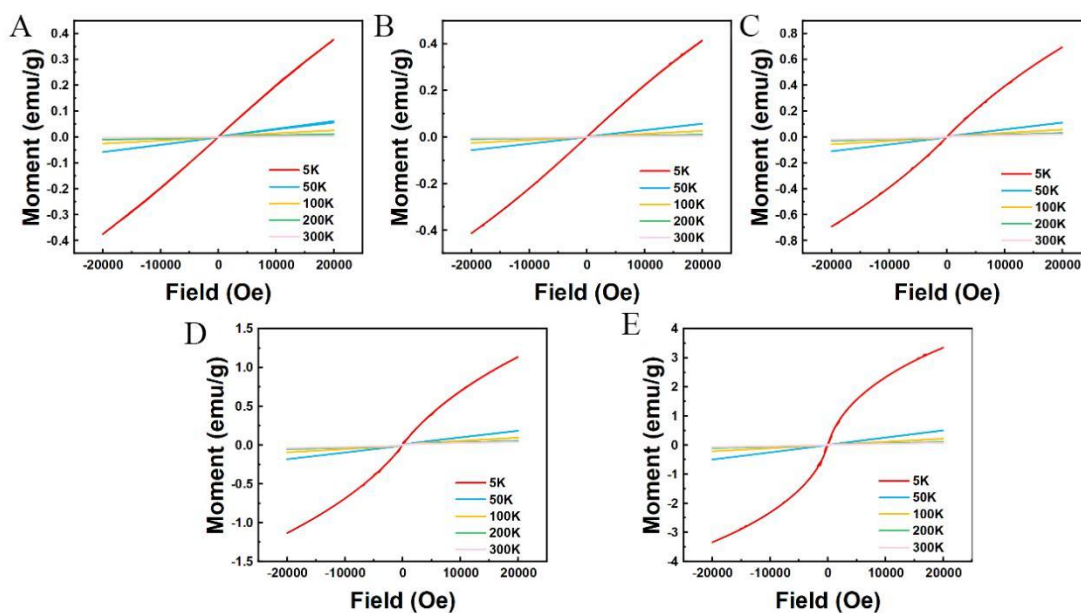 A
Moment (emu/g)
0.4
0.3
0.2
0.1
0.0
-0.1
-0.2
-0.3
-0.4
5K
50K
100K
200K
300K
-20000 -10000 0 10000 20000
Field (Oe)
B
Moment (emu/g)
0.4
0.2
0.0
-0.2
-0.4
5K
50K
100K
200K
300K
-20000 -10000 0 10000 20000
Field (Oe)
C
Moment (emu/g)
0.8
0.6
0.4
0.2
0.0
-0.2
-0.4
-0.6
-0.8
5K
50K
100K
200K
300K
-20000 -10000 0 10000 20000
Field (Oe)
D
Moment (emu/g)
1.5
1.0
0.5
0.0
-0.5
-1.0
-1.5
5K
50K
100K
200K
300K
-20000 -10000 0 10000 20000
Field (Oe)
E
Moment (emu/g)
4
3
2
1
0
-1
-2
-3
-4
5K
50K
100K
200K
300K
-20000 -10000 0 10000 20000
Field (Oe)